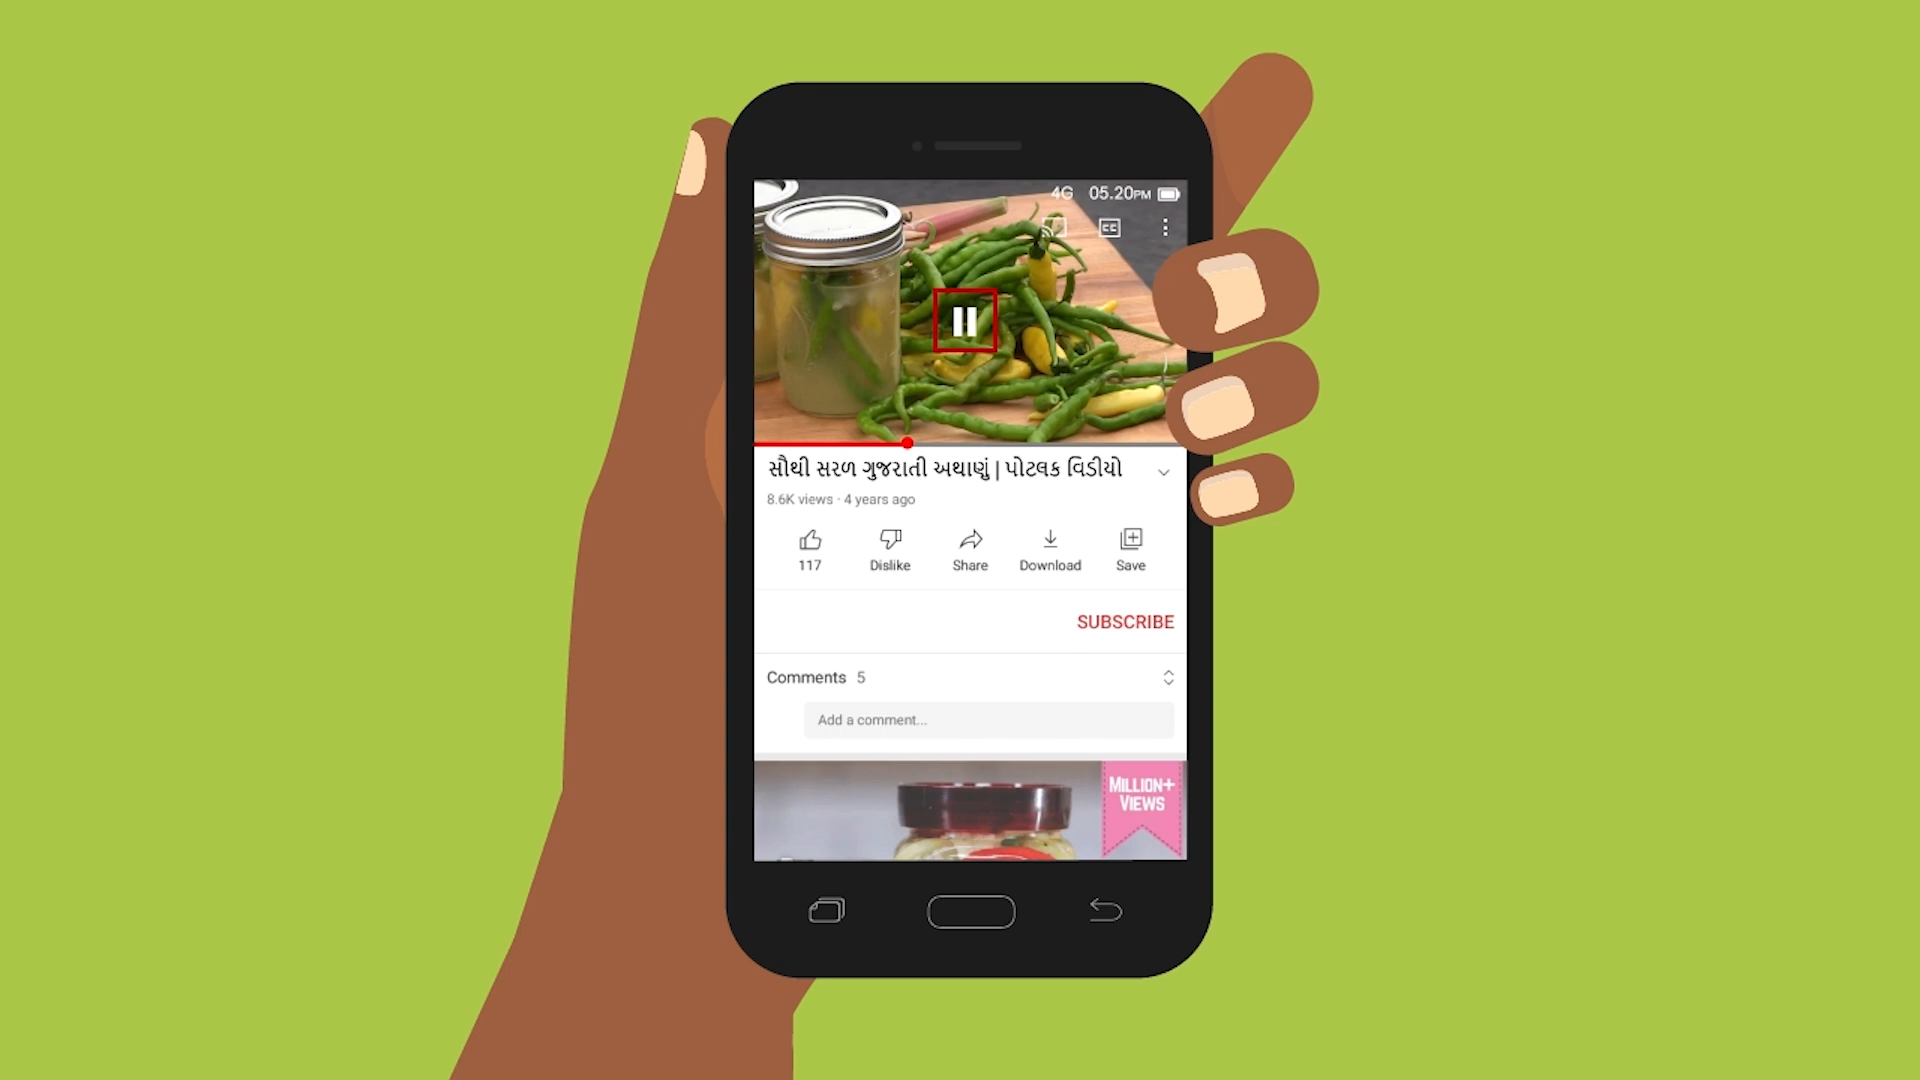 4G 05.20PM
CC
સૌથી સરળ ગુજરાતી અથાણું | પોટલક વિડીયો
8.6K views · 4 years ago
117 Dislike Share Download Save
SUBSCRIBE
Comments 5
Add a comment...
MILLION+
VIEWS